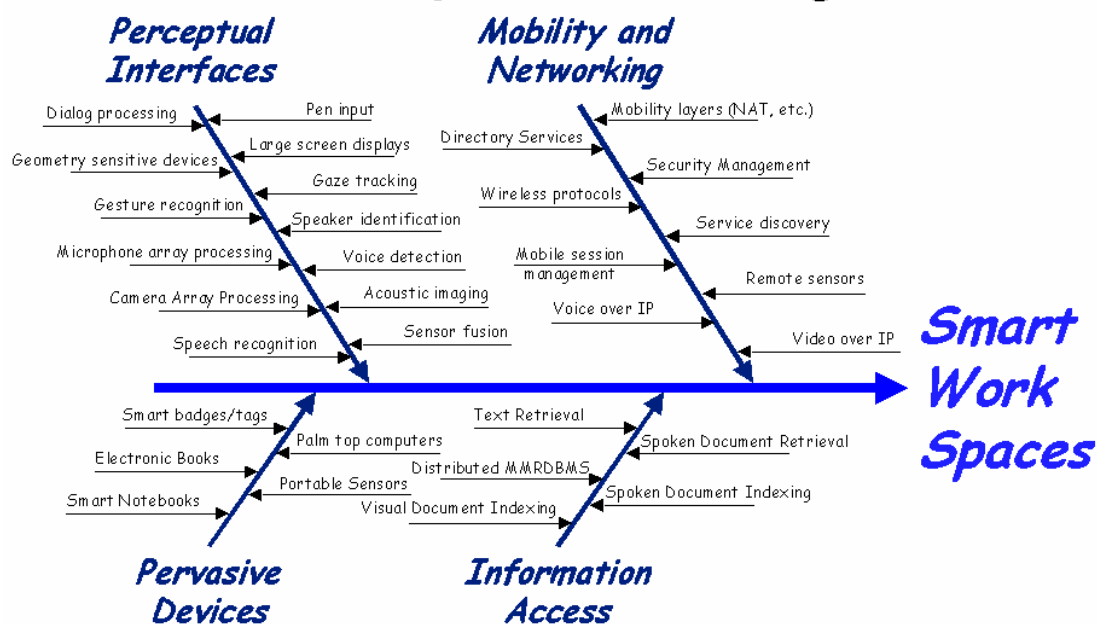 Perceptual
Interfaces
Mobility and
Networking
Dialog processing
Pen input
Geometry sensitive devices
Large screen displays
Gesture recognition
Gaze tracking
Microphone array processing
Speaker identification
Camera Array Processing
Voice detection
Speech recognition
Acoustic imaging
Sensor fusion
Mobility layers (NAT, etc.)
Directory Services
Security Management
Wireless protocols
Service discovery
Mobile session
management
Remote sensors
Voice over IP
Video over IP
Smart
Work
Spaces
Smart badges/tags
Palm top computers
Electronic Books
Portable Sensors
Smart Notebooks
Text Retrieval
Spoken Document Retrieval
Distributed MMRDBMS
Spoken Document Indexing
Visual Document Indexing
Pervasive
Devices
Information
Access